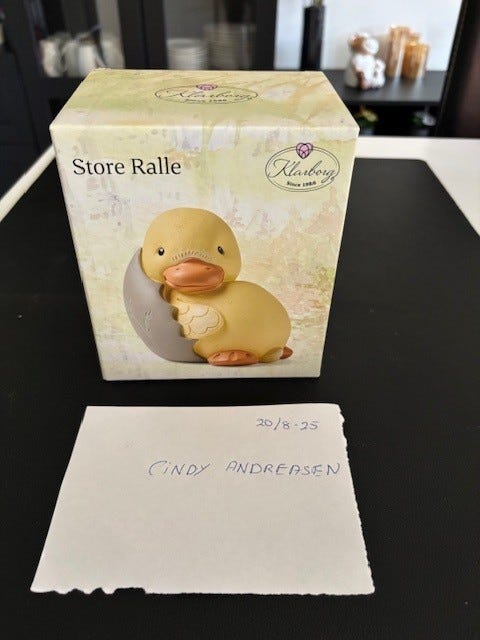 Klarborg
Since 1986
Store Ralle
Klarborg
Since 1986
20/8-25
CINDY ANDREASEN